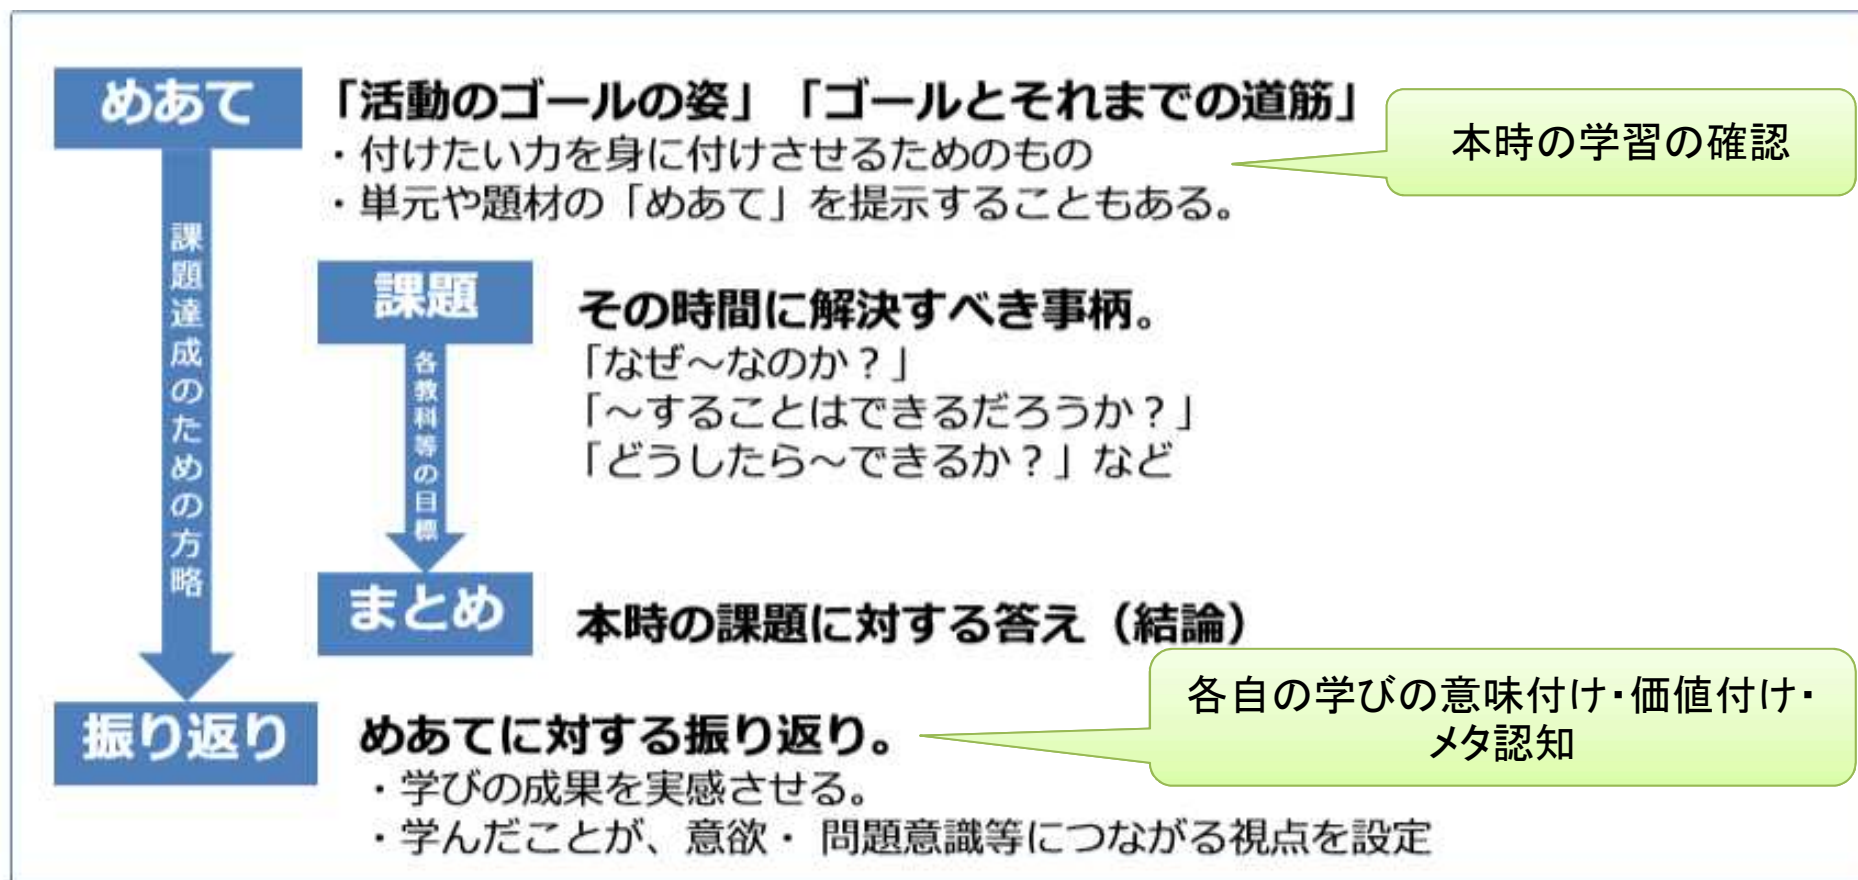 めあて
「活動のゴールの姿」「ゴールとそれまでの道筋」
・付けたい力を身に付けさせるためのもの
・単元や題材の「めあて」を提示することもある。
本時の学習の確認
課題達成のための方略
課題
その時間に解決すべき事柄。
「なぜ～なのか？」
「～することはできるだろうか？」
「どうしたら～できるか？」など
各教科等の目標
まとめ
本時の課題に対する答え（結論）
振り返り
めあてに対する振り返り。
・学びの成果を実感させる。
・学んだことが、意欲・ 問題意識等につながる視点を設定
各自の学びの意味付け・価値付け・
メタ認知